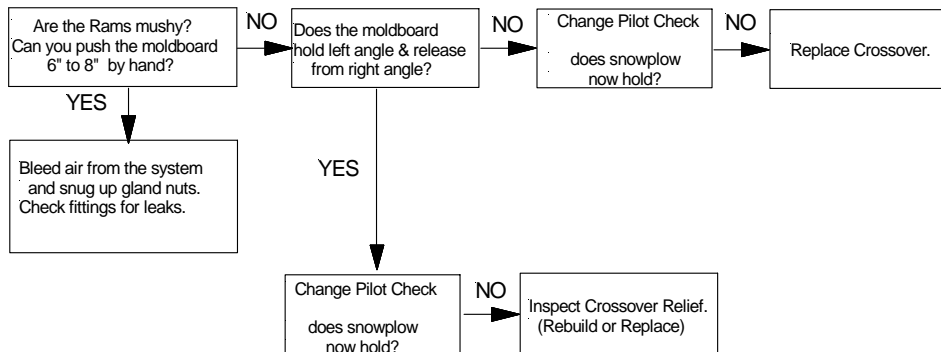 Are the Rams mushy?
Can you push the moldboard
6" to 8" by hand?
NO
Does the moldboard
hold left angle & release
from right angle?
NO
Change Pilot Check
does snowplow
now hold?
NO
Replace Crossover.
YES
Bleed air from the system
and snug up gland nuts.
Check fittings for leaks.
YES
Change Pilot Check
does snowplow
now hold?
NO
Inspect Crossover Relief.
(Rebuild or Replace)